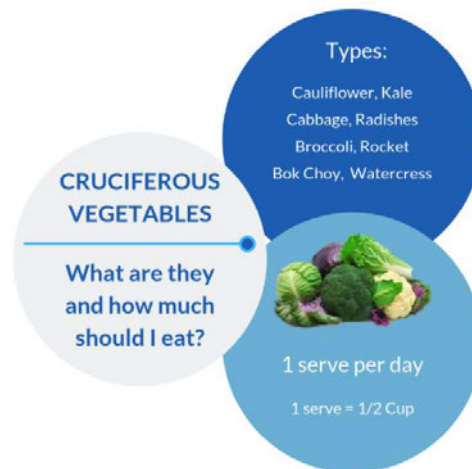 CRUCIFEROUS
VEGETABLES
What are they
and how much
should I eat?
Types:
Cauliflower, Kale
Cabbage, Radishes
Broccoli, Rocket
Bok Choy, Watercress
1 serve per day
1 serve = 1/2 Cup